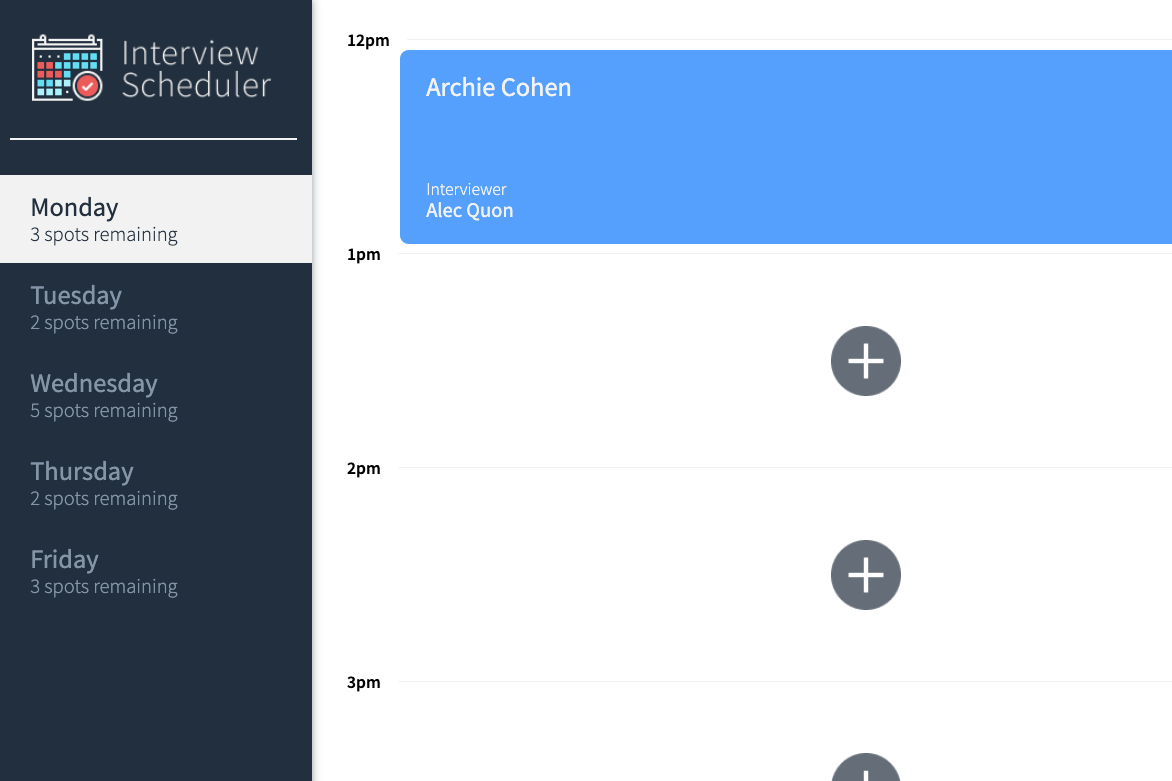 Interview
Scheduler
Monday
3 spots remaining
Tuesday
2 spots remaining
Wednesday
5 spots remaining
Thursday
2 spots remaining
Friday
3 spots remaining
12pm
Archie Cohen
Interviewer
Alec Quon
1pm
2pm
3pm